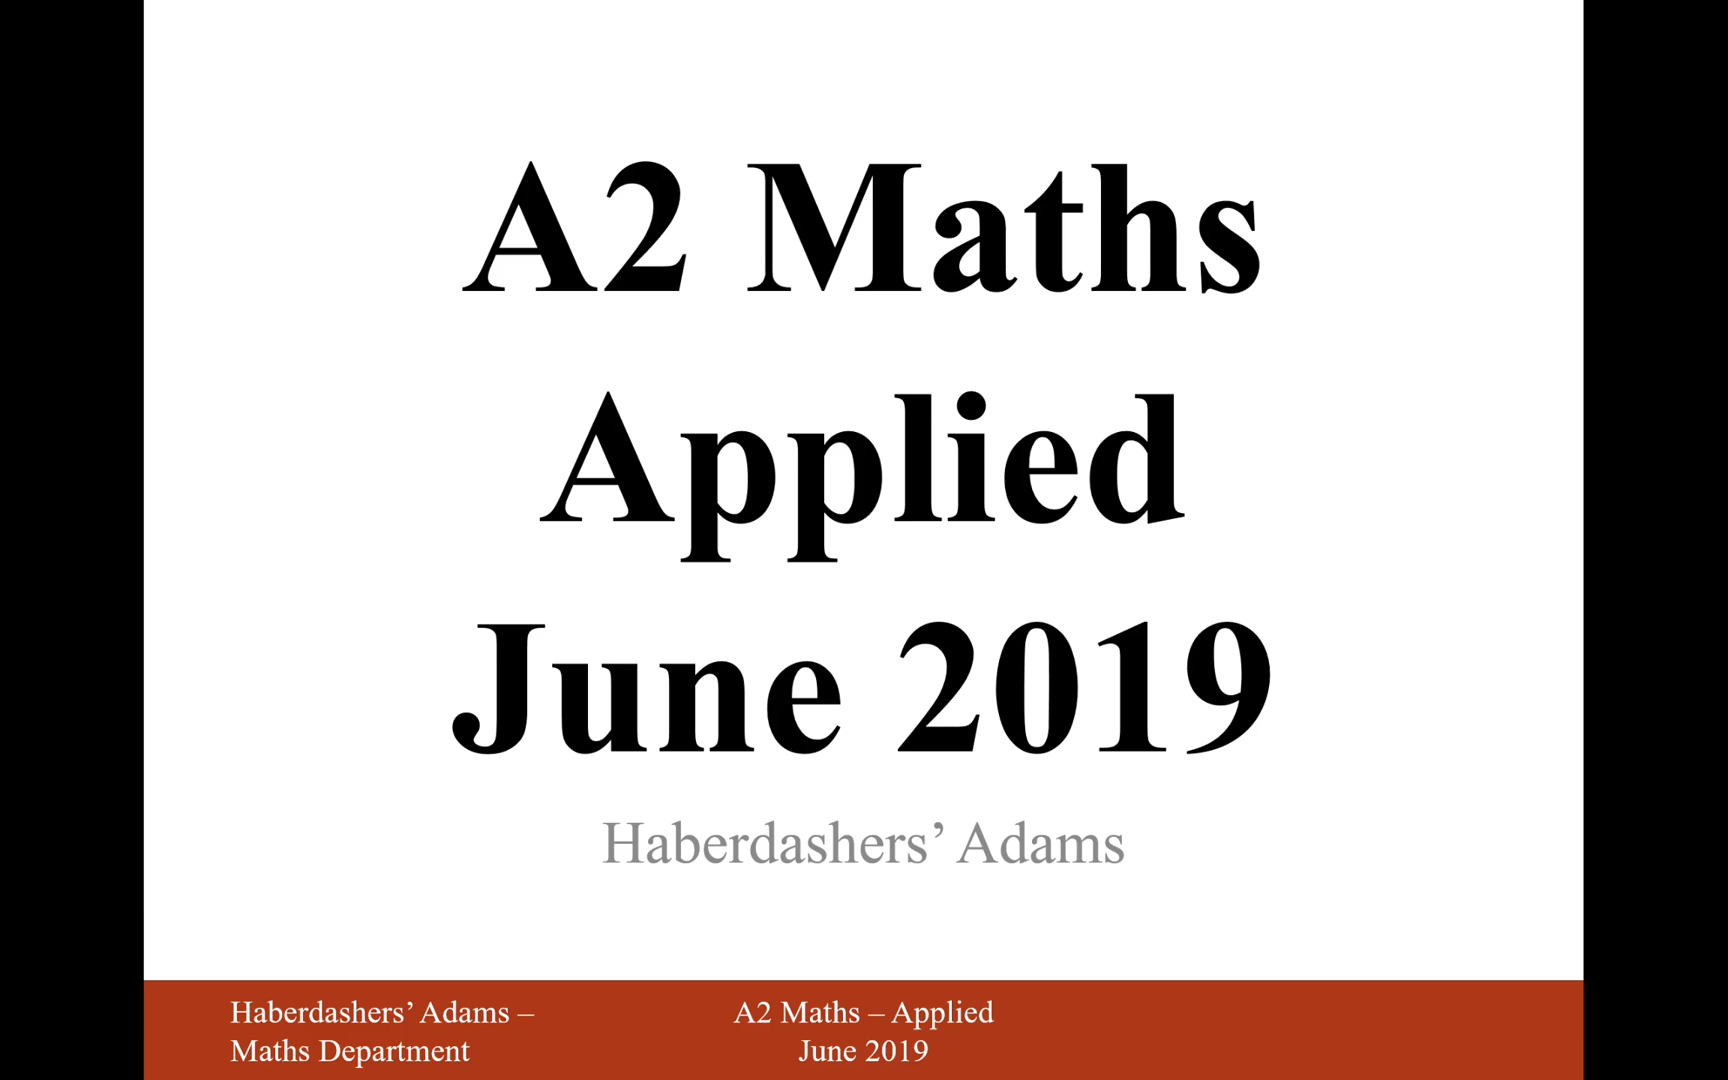 A2 Maths
Applied
June 2019
Haberdashers’ Adams
Haberdashers’ Adams –
Maths Department
A2 Maths – Applied
June 2019